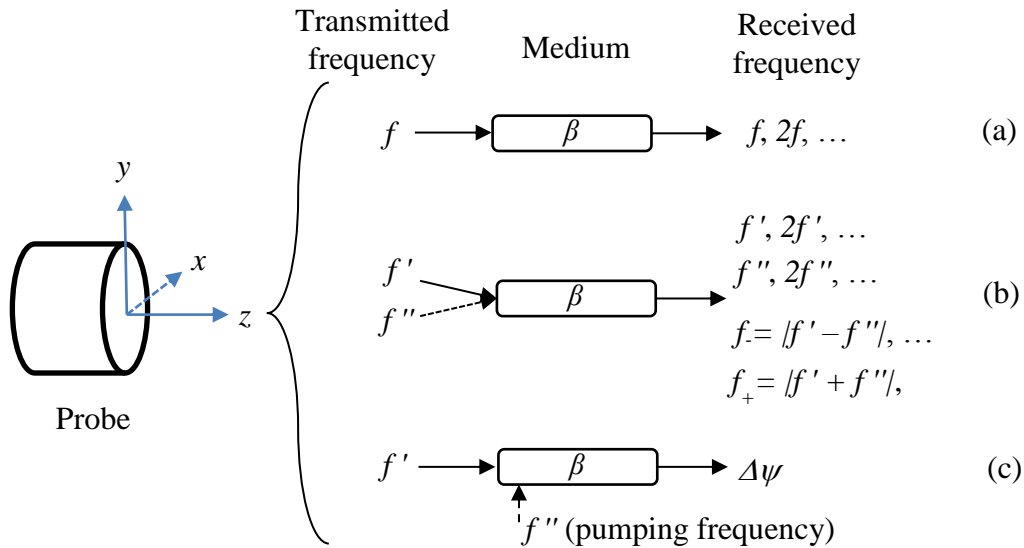 Transmitted frequency
Medium
Received frequency
f
β
f, 2f, …
(a)
y
x
z
Probe
f '
f ''
β
f ', 2f ', …
f '', 2f '', …
f₋= |f ' – f ''|, …
f₊= |f ' + f ''|,
(b)
f '
β
Δψ
(c)
f '' (pumping frequency)